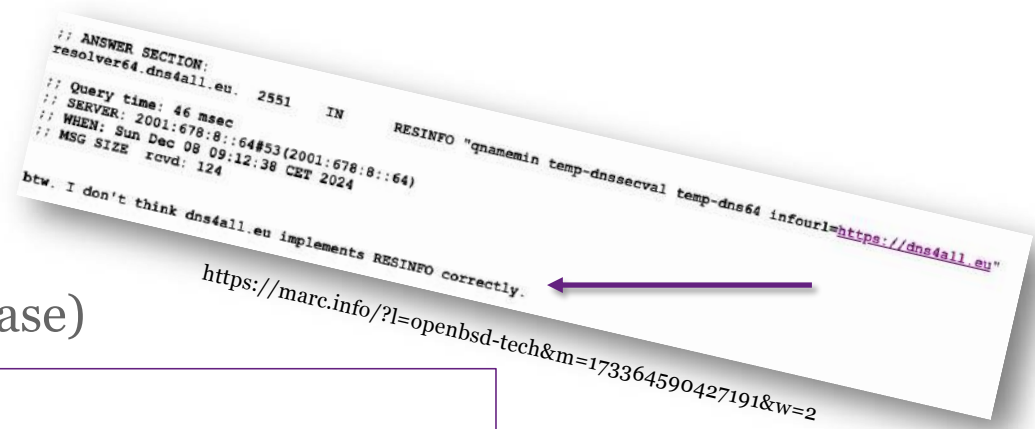 ;; ANSWER SECTION:
resolver64.dns4all.eu. 2551 IN RESINFO "qnamemin temp-dnssecval temp-dns64 infourl=https://dns4all.eu"
;; Query time: 46 msec
;; SERVER: 2001:678:8::64#53(2001:678:8::64)
;; WHEN: Sun Dec 08 09:12:38 CET 2024
;; MSG SIZE rcvd: 124
btw. I don't think dns4all.eu implements RESINFO correctly.
https://marc.info/?l=openbsd-tech&m=173364590427191&w=2
ase)